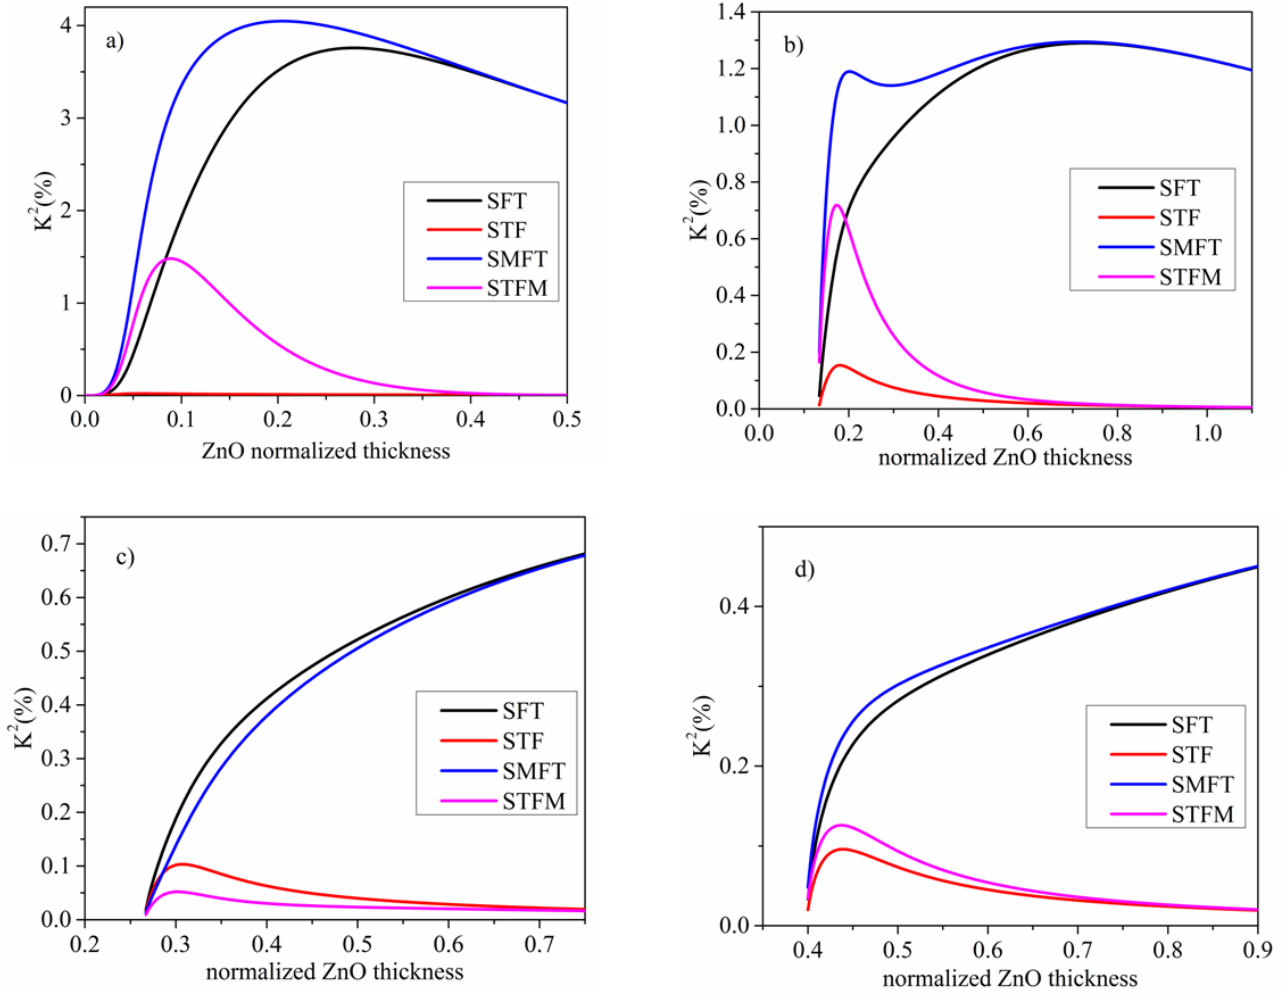 a)
K²(%)
4
3
2
1
0
SFT
STF
SMFT
STFM
0.0 0.1 0.2 0.3 0.4 0.5
ZnO normalized thickness
b)
K²(%)
1.4
1.2
1.0
0.8
0.6
0.4
0.2
0.0
SFT
STF
SMFT
STFM
0.0 0.2 0.4 0.6 0.8 1.0
normalized ZnO thickness
c)
K²(%)
0.7
0.6
0.5
0.4
0.3
0.2
0.1
0.0
SFT
STF
SMFT
STFM
0.2 0.3 0.4 0.5 0.6 0.7
normalized ZnO thickness
d)
K²(%)
0.4
0.2
0.0
SFT
STF
SMFT
STFM
0.4 0.5 0.6 0.7 0.8 0.9
normalized ZnO thickness